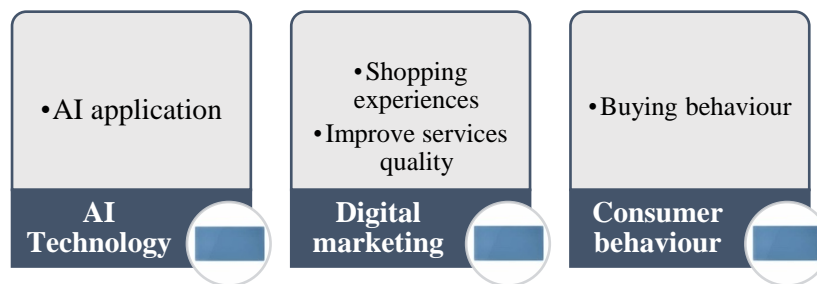 •AI application
AI
Technology
•Shopping
experiences
•Improve services
quality
Digital
marketing
•Buying behaviour
Consumer
behaviour